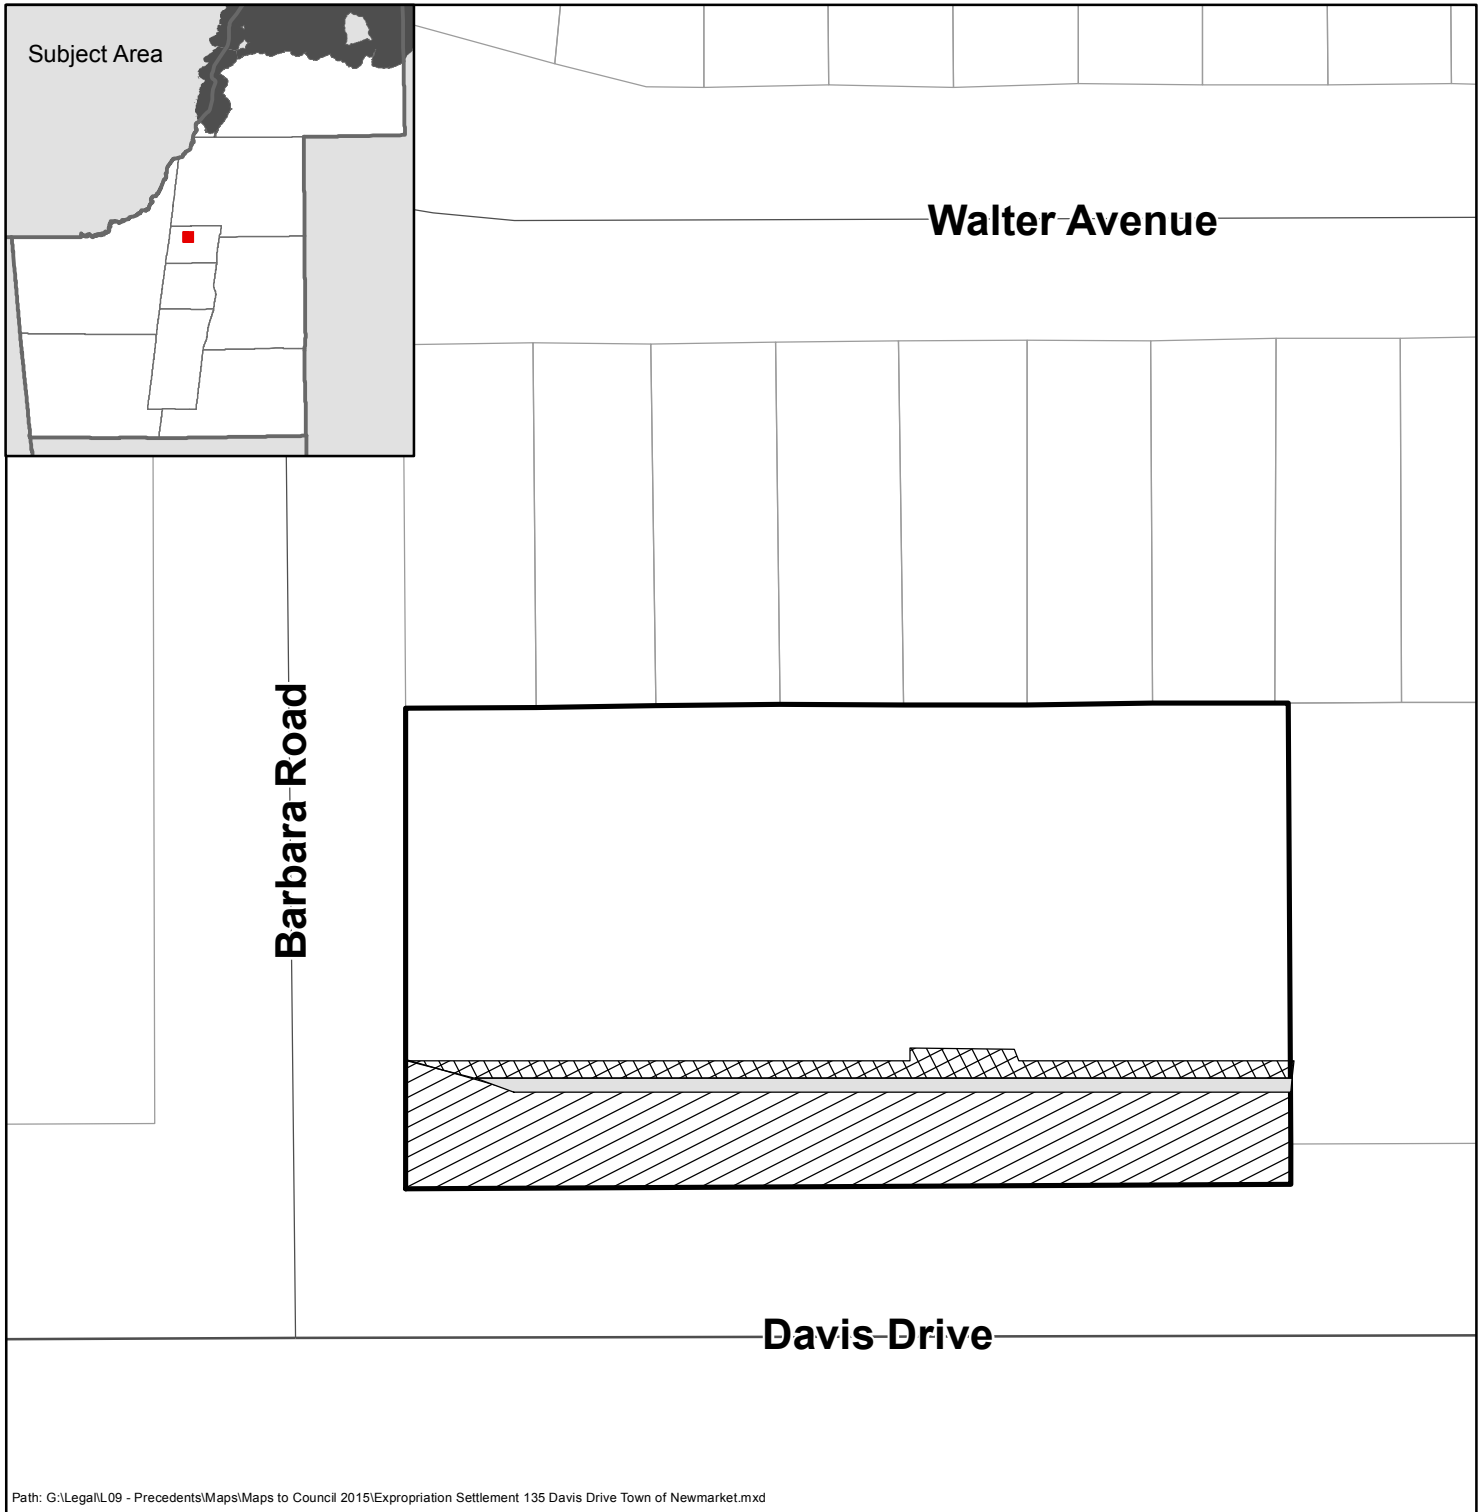 Subject Area
Walter Avenue
Barbara Road
Davis Drive
Path: G:\Legal\L09 - Precedents\Maps\Maps to Council 2015\Expropriation Settlement 135 Davis Drive Town of Newmarket.mxd